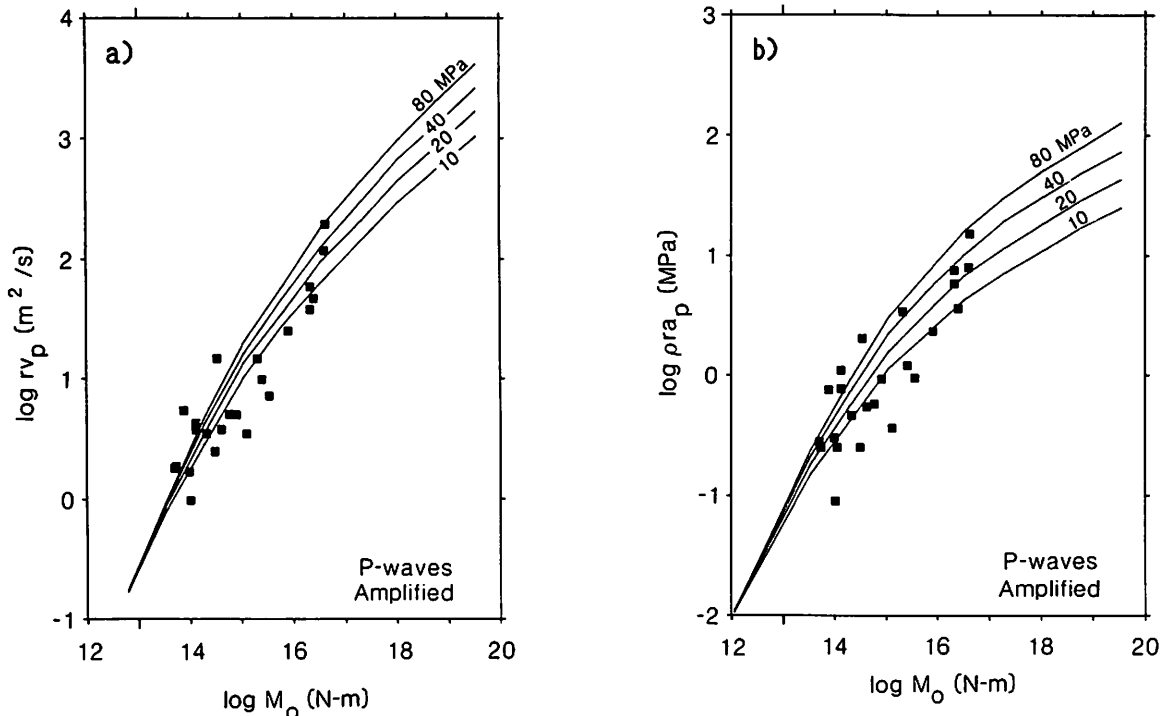 a)
4
3
2
1
0
-1
log rv_p (m²/s)
80 MPa
40
20
10
P-waves
Amplified
12 14 16 18 20
log M_o (N-m)
b)
3
2
1
0
-1
-2
log ρra_p (MPa)
80 MPa
40
20
10
P-waves
Amplified
12 14 16 18 20
log M_o (N-m)